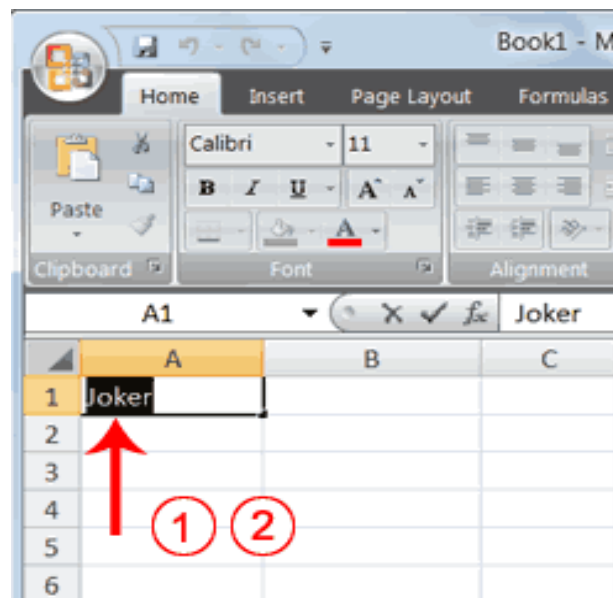 Book1 - M
Home Insert Page Layout Formulas
Calibri 11
B I U A A
Paste
A
Clipboard Font Alignment
A1 fx Joker
A B C
1 Joker
2
3
4
1 2
5
6